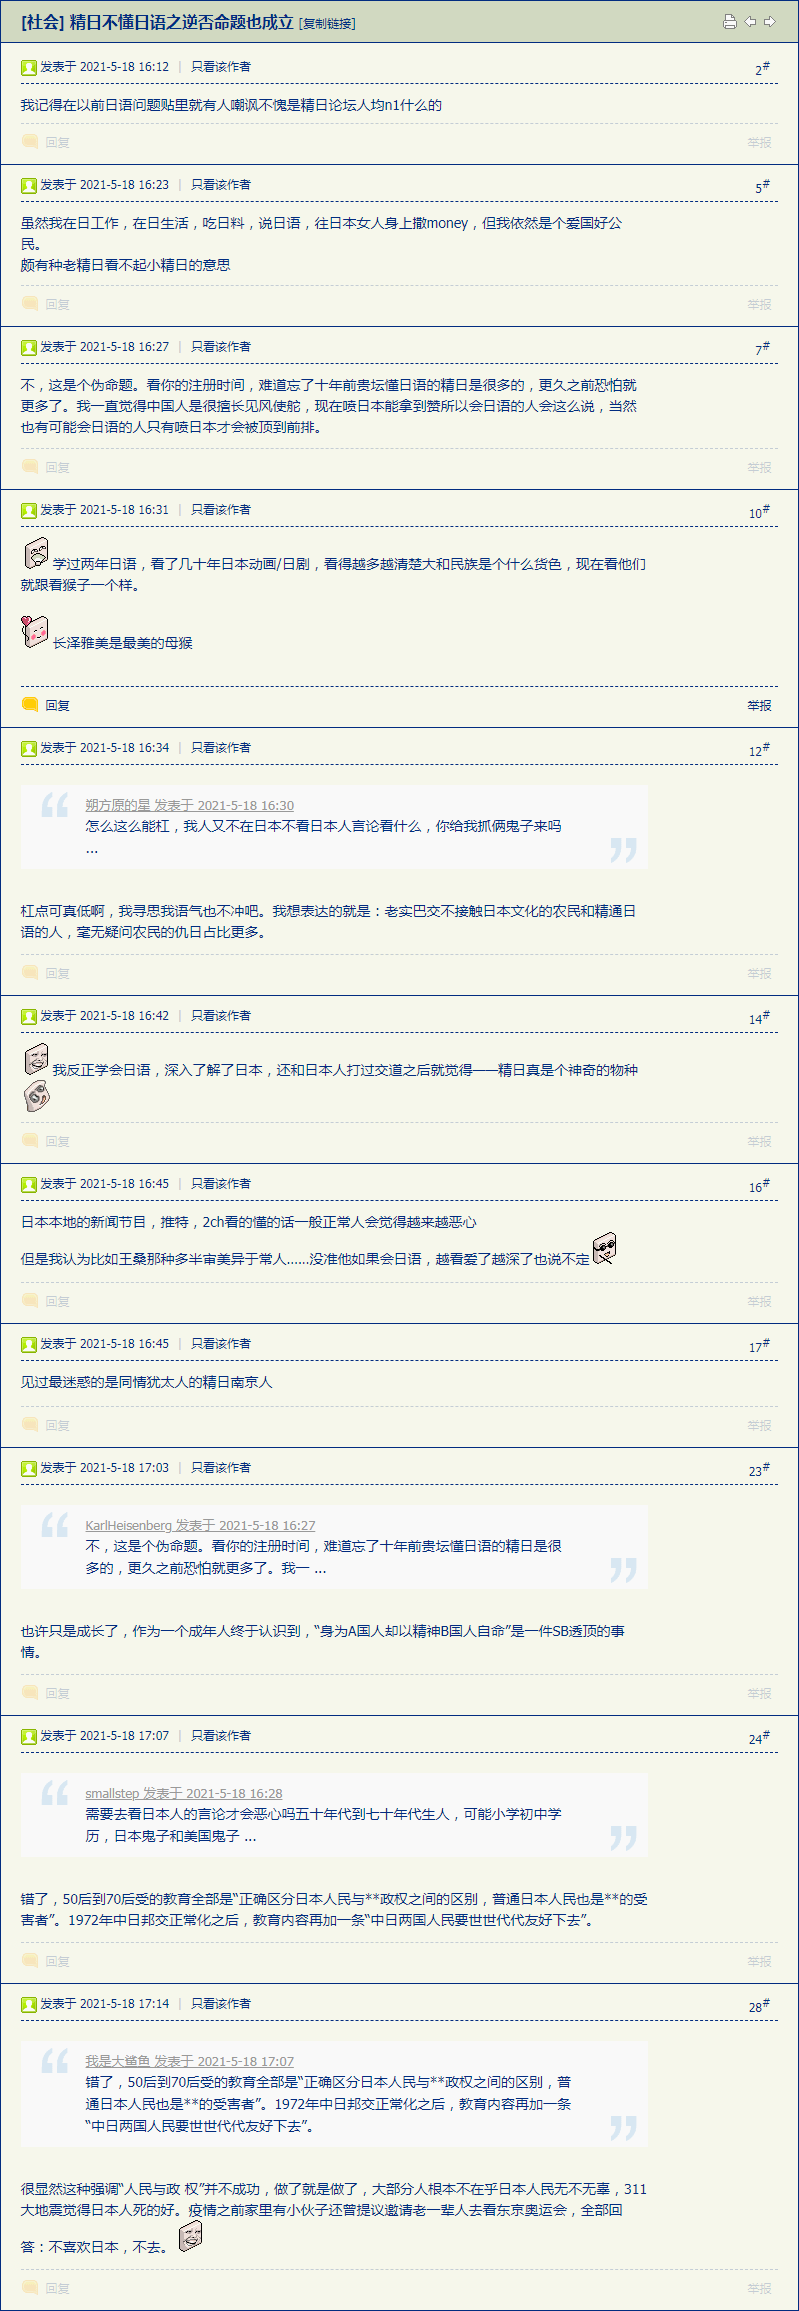 [社会] 精日不懂日语之逆否命题也成立 [复制链接]
发表于 2021-5-18 16:12 | 只看该作者 2#
我记得在以前日语问题贴里就有人嘲讽不愧是精日论坛人均n1什么的
回复 举报
发表于 2021-5-18 16:23 | 只看该作者 5#
虽然我在日工作，在日生活，吃日料，说日语，往日本女人身上撒money，但我依然是个爱国好公
民。
颇有种老精日看不起小精日的意思
回复 举报
发表于 2021-5-18 16:27 | 只看该作者 7#
不，这是个伪命题。看你的注册时间，难道忘了十年前贵坛懂日语的精日是很多的，更久之前恐怕就
更多了。我一直觉得中国人是很擅长见风使舵，现在喷日本能拿到赞所以会日语的人会这么说，当然
也有可能会日语的人只有喷日本才会被顶到前排。
回复 举报
发表于 2021-5-18 16:31 | 只看该作者 10#
学过两年日语，看了几十年日本动画/日剧，看得越多越清楚大和民族是个什么货色，现在看他们
就跟看猴子一个样。
长泽雅美是最美的母猴
回复 举报
发表于 2021-5-18 16:34 | 只看该作者 12#
朔方原的星 发表于 2021-5-18 16:30
怎么这么能杠，我人又不在日本不看日本人言论看什么，你给我抓俩鬼子来吗
...
杠点可真低啊，我寻思我语气也不冲吧。我想表达的就是：老实巴交不接触日本文化的农民和精通日
语的人，毫无疑问农民的仇日占比更多。
回复 举报
发表于 2021-5-18 16:42 | 只看该作者 14#
我反正学会日语，深入了解了日本，还和日本人打过交道之后就觉得——精日真是个神奇的物种
回复 举报
发表于 2021-5-18 16:45 | 只看该作者 16#
日本本地的新闻节目，推特，2ch看的懂的话一般正常人会觉得越来越恶心
但是我认为比如王桑那种多半审美异于常人......没准他如果会日语，越看爱了越深了也说不定
回复 举报
发表于 2021-5-18 16:45 | 只看该作者 17#
见过最迷惑的是同情犹太人的精日南京人
回复 举报
发表于 2021-5-18 17:03 | 只看该作者 23#
KarlHeisenberg 发表于 2021-5-18 16:27
不，这是个伪命题。看你的注册时间，难道忘了十年前贵坛懂日语的精日是很
多的，更久之前恐怕就更多了。我一 ...
也许只是成长了，作为一个成年人终于认识到，“身为A国人却以精神B国人自命”是一件SB透顶的事
情。
回复 举报
发表于 2021-5-18 17:07 | 只看该作者 24#
smallstep 发表于 2021-5-18 16:28
需要去看日本人的言论才会恶心吗五十年代到七十年代生人，可能小学初中学
历，日本鬼子和美国鬼子 ...
错了，50后到70后受的教育全部是“正确区分日本人民与**政权之间的区别，普通日本人民也是**的受
害者”。1972年中日邦交正常化之后，教育内容再加一条“中日两国人民要世世代代友好下去”。
回复 举报
发表于 2021-5-18 17:14 | 只看该作者 28#
我是大鲨鱼 发表于 2021-5-18 17:07
错了，50后到70后受的教育全部是“正确区分日本人民与**政权之间的区别，普
通日本人民也是**的受害者”。1972年中日邦交正常化之后，教育内容再加一条
“中日两国人民要世世代代友好下去”。
很显然这种强调“人民与政 权”并不成功，做了就是做了，大部分人根本不在乎日本人民无不无辜，311
大地震觉得日本人死的好。疫情之前家里有小伙子还曾提议邀请老一辈人去看东京奥运会，全部回
答：不喜欢日本，不去。
回复 举报